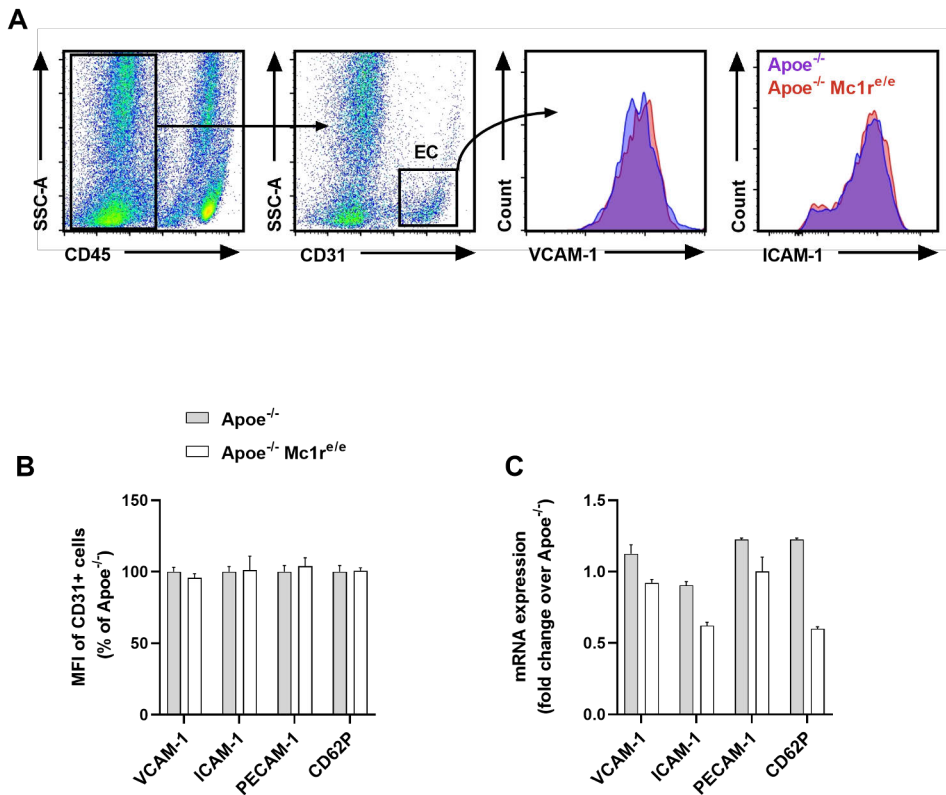 A
SSC-A
CD45
SSC-A
EC
CD31
Count
VCAM-1
Apoe-/-
Apoe-/- Mc1re/e
Count
ICAM-1
Apoe-/-
Apoe-/- Mc1re/e
B
MFI of CD31+ cells
(% of Apoe-/-)
150
100
50
0
VCAM-1
ICAM-1
PECAM-1
CD62P
C
mRNA expression
(fold change over Apoe-/-)
1.5
1.0
0.5
0.0
VCAM-1
ICAM-1
PECAM-1
CD62P